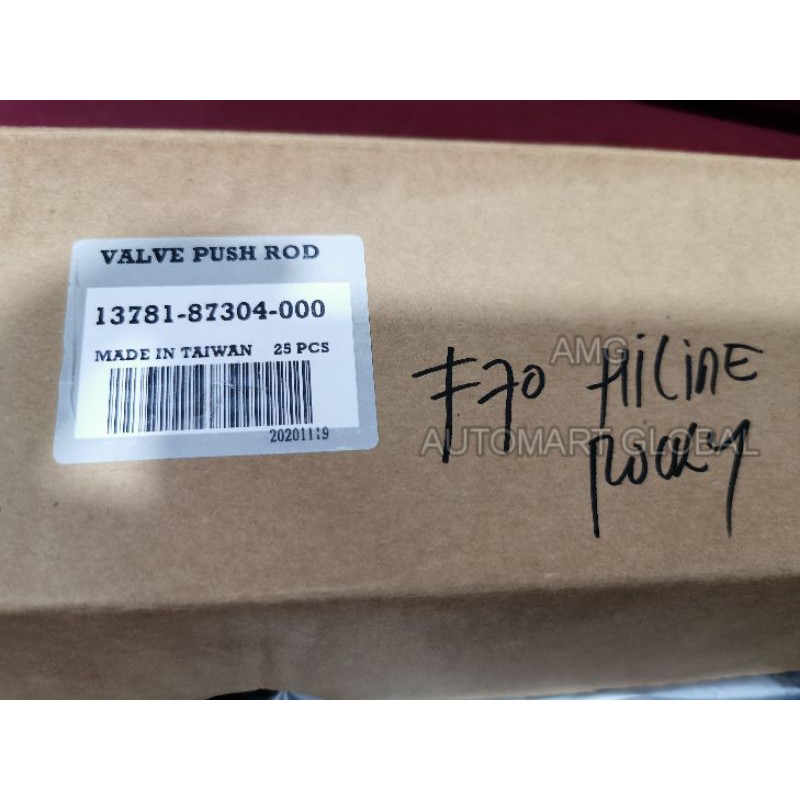 VALVE PUSH ROD
13781-87304-000
MADE IN TAIWAN 25 PCS
20201119
F70 HiLINE
ROCKY
AMG
AUTOMART GLOBAL